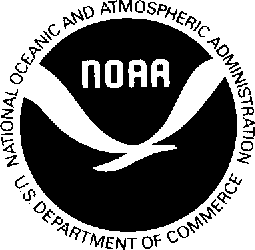 NATIONAL OCEANIC AND ATMOSPHERIC ADMINISTRATION
NOAA
U.S. DEPARTMENT OF COMMERCE